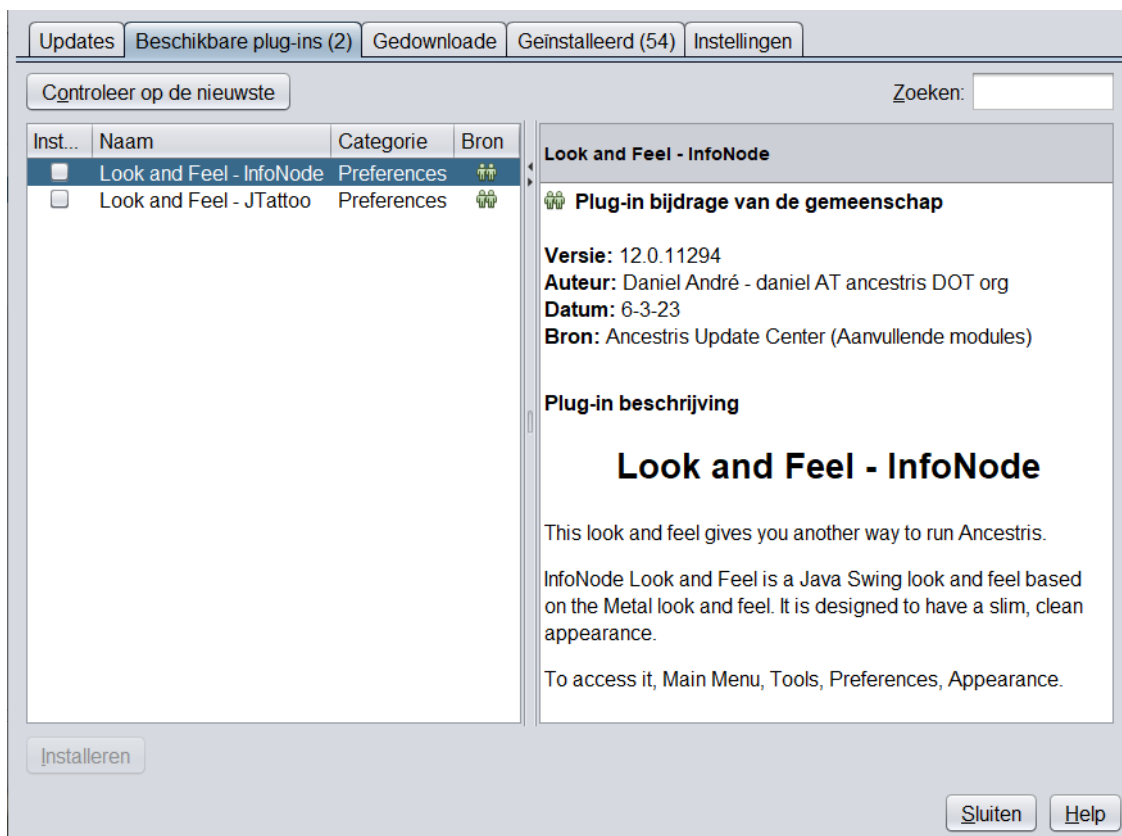 Updates Beschikbare plug-ins (2) Gedownloade Geïnstalleerd (54) Instellingen
Controleer op de nieuwste Zoeken:
Inst... Naam Categorie Bron
Look and Feel - InfoNode Preferences
Look and Feel - JTattoo Preferences
Look and Feel - InfoNode
Plug-in bijdrage van de gemeenschap
Versie: 12.0.11294
Auteur: Daniel André - daniel AT ancestris DOT org
Datum: 6-3-23
Bron: Ancestris Update Center (Aanvullende modules)
Plug-in beschrijving
Look and Feel - InfoNode
This look and feel gives you another way to run Ancestris.
InfoNode Look and Feel is a Java Swing look and feel based
on the Metal look and feel. It is designed to have a slim, clean
appearance.
To access it, Main Menu, Tools, Preferences, Appearance.
Installeren
Sluiten Help